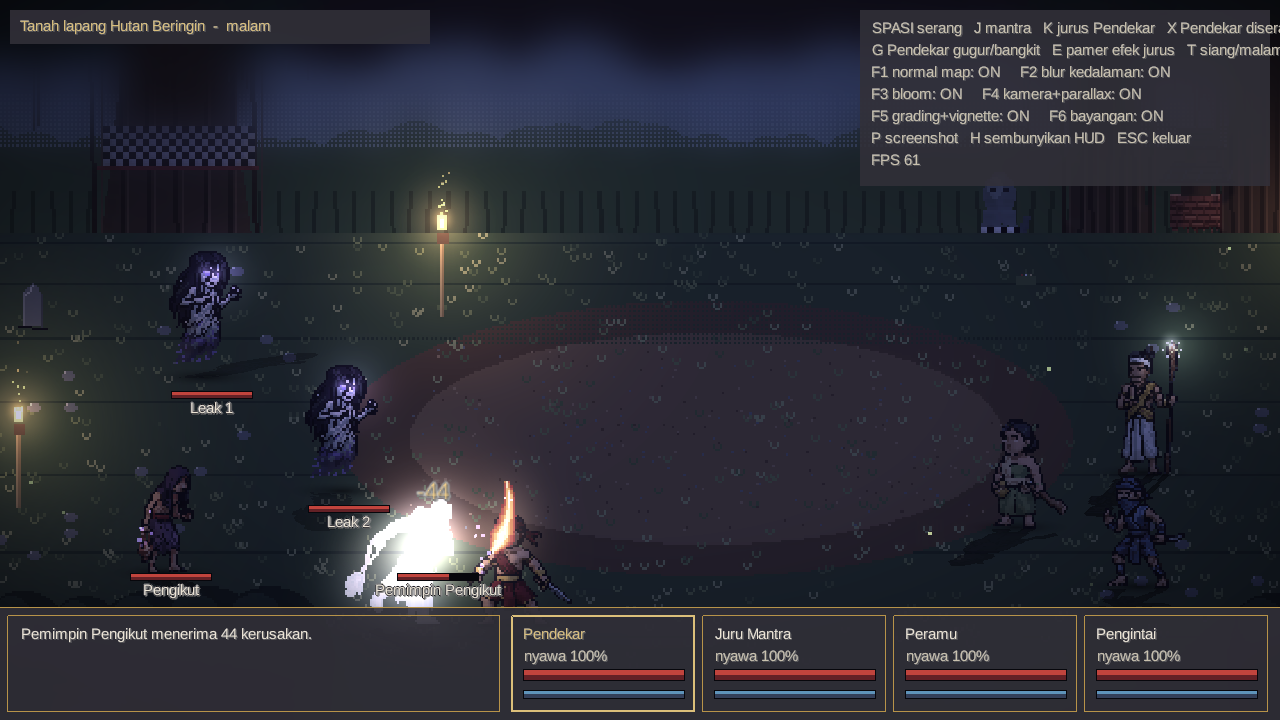 Tanah lapang Hutan Beringin - malam
SPASI serang J mantra K jurus Pendekar X Pendekar disera
G Pendekar gugur/bangkit E pamer efek jurus T siang/malam
F1 normal map: ON F2 blur kedalaman: ON
F3 bloom: ON F4 kamera+parallax: ON
F5 grading+vignette: ON F6 bayangan: ON
P screenshot H sembunyikan HUD ESC keluar
FPS 61
Leak 1
-44
Leak 2
Pengikut
Pemimpin Pengikut
Pemimpin Pengikut menerima 44 kerusakan.
Pendekar
nyawa 100%
Juru Mantra
nyawa 100%
Peramu
nyawa 100%
Pengintai
nyawa 100%